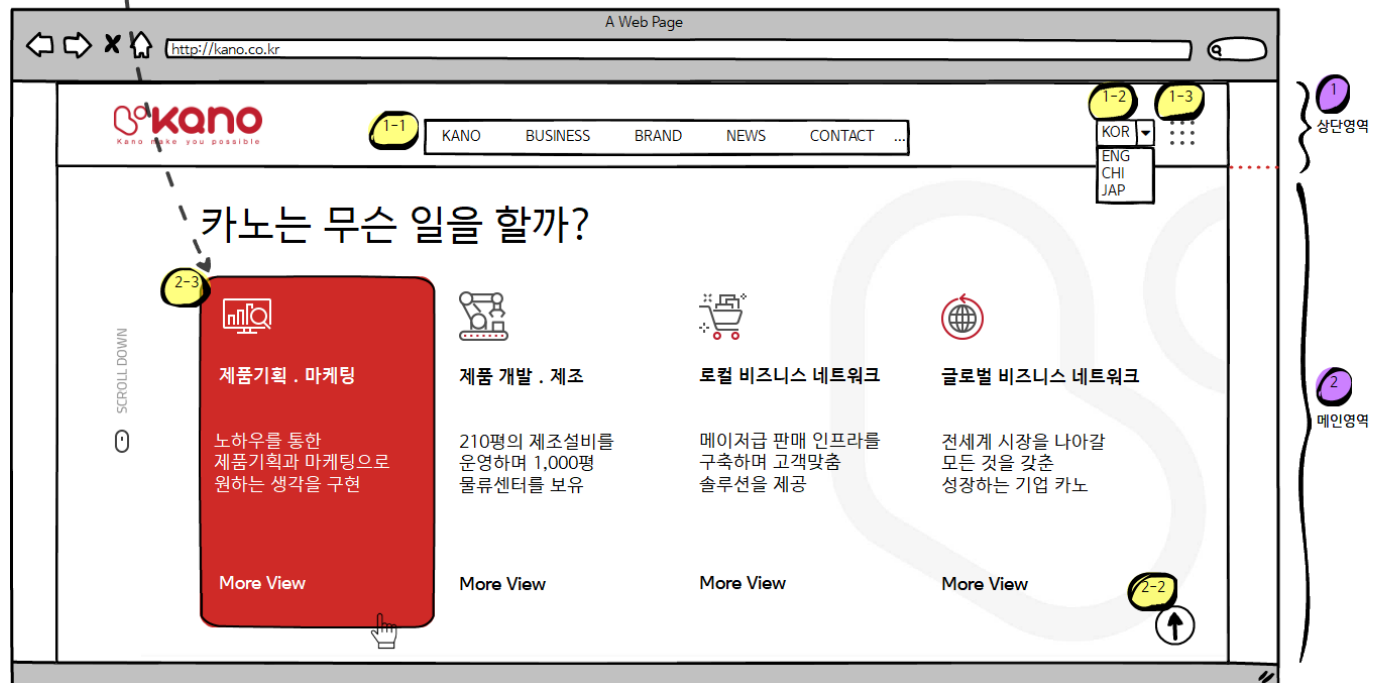 A Web Page
http://kano.co.kr
1
상단영역
kano
Kano make you possible
1-1
KANO BUSINESS BRAND NEWS CONTACT ...
1-2
1-3
KOR
ENG
CHI
JAP
카노는 무슨 일을 할까?
2-3
SCROLL DOWN
제품기획 . 마케팅
노하우를 통한
제품기획과 마케팅으로
원하는 생각을 구현
More View
제품 개발 . 제조
210평의 제조설비를
운영하며 1,000평
물류센터를 보유
More View
로컬 비즈니스 네트워크
메이저급 판매 인프라를
구축하며 고객맞춤
솔루션을 제공
More View
글로벌 비즈니스 네트워크
전세계 시장을 나아갈
모든 것을 갖춘
성장하는 기업 카노
More View
2-2
2
메인영역